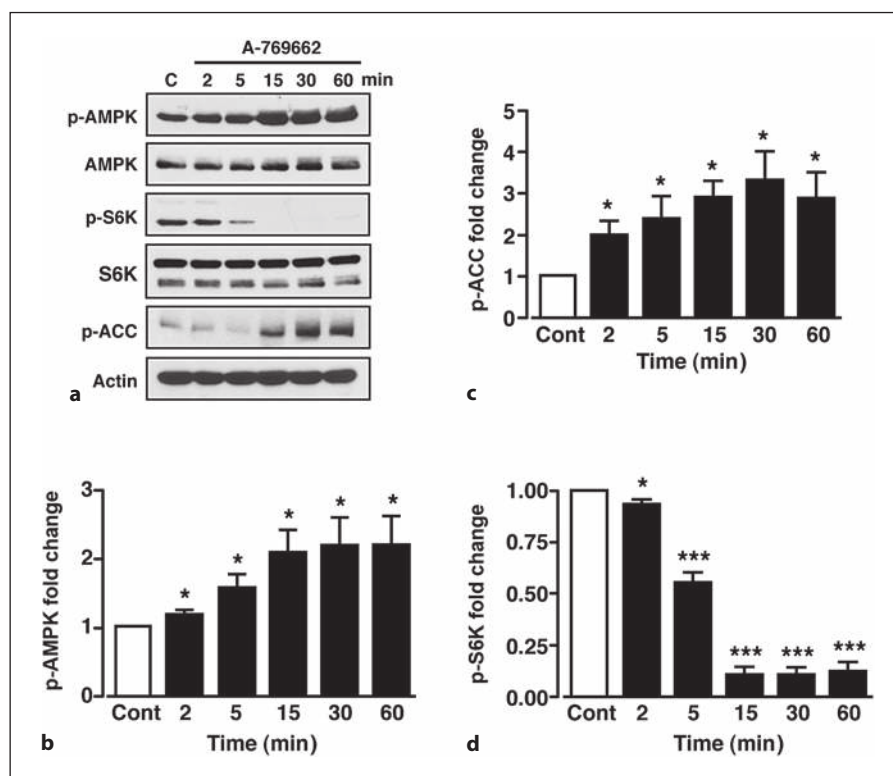 A-769662
C 2 5 15 30 60 min
p-AMPK
AMPK
p-S6K
S6K
p-ACC
Actin
a
5
4
3
2
1
0
p-ACC fold change
* * * * *
Cont 2 5 15 30 60
Time (min)
c
3
2
1
0
p-AMPK fold change
* * * * *
Cont 2 5 15 30 60
Time (min)
b
1.00
0.75
0.50
0.25
0.00
p-S6K fold change
* *** *** *** ***
Cont 2 5 15 30 60
Time (min)
d